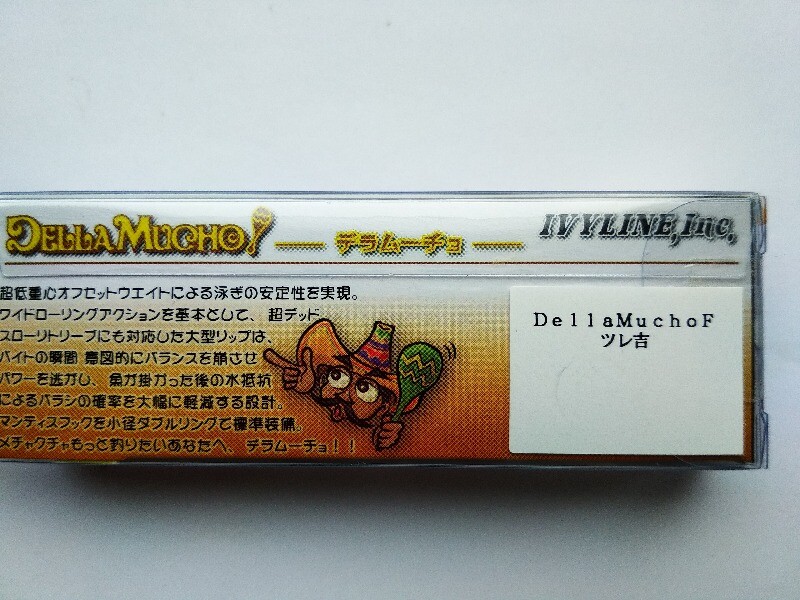 DELLAMUCHO!
デラムーチョ
IVYLINE,Inc,
超低重心オフセットウエイトによる泳ぎの安定性を実現。
ワイドローリングアクションを基本として、超デッド
スローリトリーブにも対応した大型リップは、
バイトの瞬間 意図的にバランスを崩させ
パワーを逃がし、魚が掛かった後の水抵抗
によるバラシの確率を大幅に軽減する設計。
マンティスフックを小径ダブルリングで標準装備。
メチャクチャもっと釣りたいあなたへ、デラムーチョ！！
DellaMuchoF
ツレ吉